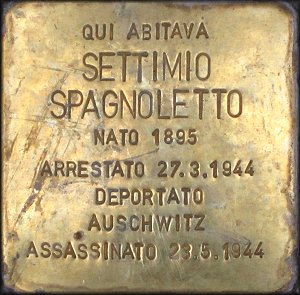 QUI ABITAVA
SETTIMIO
SPAGNOLETTO
NATO 1895
ARRESTATO 27.3.1944
DEPORTATO
AUSCHWITZ
ASSASSINATO 23.5.1944